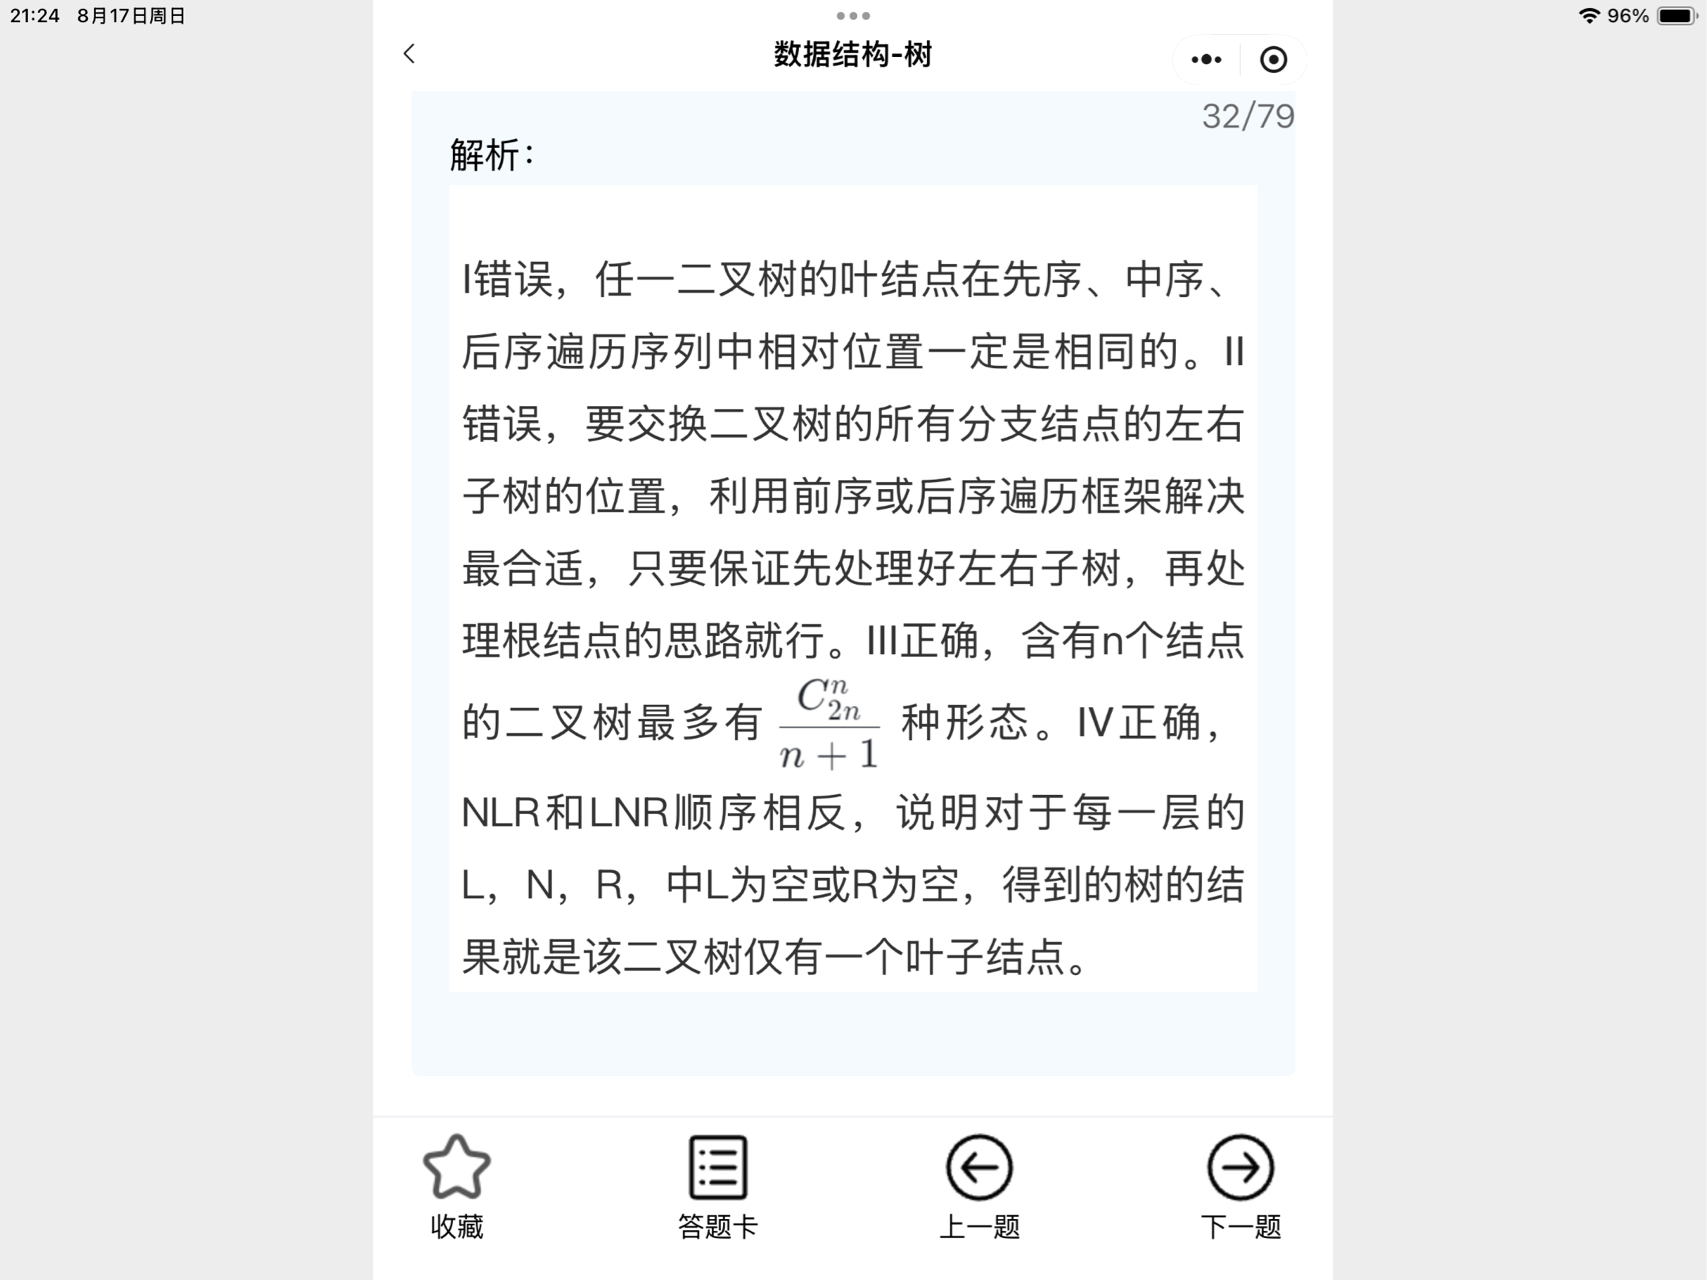 21:24 8月17日周日
96%
数据结构-树
32/79
解析：
I错误，任一二叉树的叶结点在先序、中序、
后序遍历序列中相对位置一定是相同的。II
错误，要交换二叉树的所有分支结点的左右
子树的位置，利用前序或后序遍历框架解决
最合适，只要保证先处理好左右子树，再处
理根结点的思路就行。III正确，含有n个结点
的二叉树最多有 $\frac{C_{2n}^{n}}{n+1}$ 种形态。IV正确，
NLR和LNR顺序相反，说明对于每一层的
L，N，R，中L为空或R为空，得到的树的结
果就是该二叉树仅有一个叶子结点。
收藏 答题卡 上一题 下一题